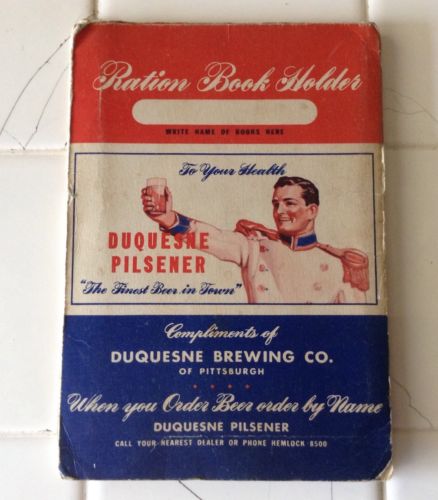 Ration Book Holder
WRITE NAME OF BOOKS HERE
To Your Health
DUQUESNE
PILSENER
"The Finest Beer in Town"
Compliments of
DUQUESNE BREWING CO.
OF PITTSBURGH
When you Order Beer order by Name
DUQUESNE PILSENER
CALL YOUR NEAREST DEALER OR PHONE HEMLOCK 8500